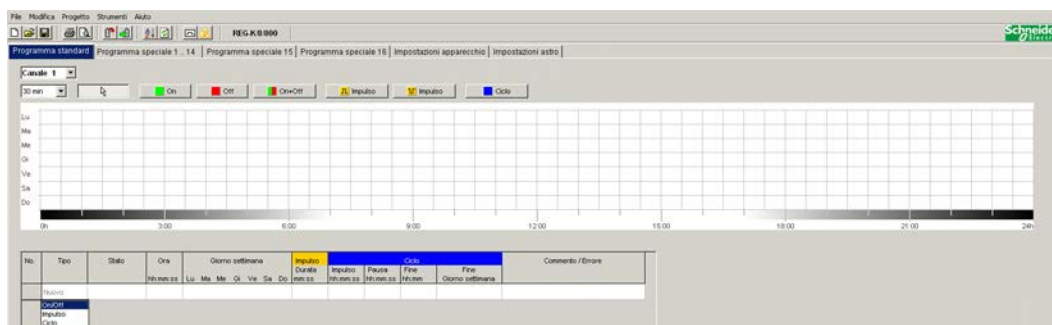 File Modifica Progetto Strumenti Aiuto
REG-K/8/800
Schneide
Electri
Programma standard Programma speciale 1 .. 14 Programma speciale 15 Programma speciale 16 Impostazioni apparecchio Impostazioni astro
Canale 1
30 min On Off On+Off Impulso Impulso Ciclo
Lu
Ma
Me
Gi
Ve
Sa
Do
0h 3:00 6:00 9:00 12:00 15:00 18:00 21:00 24h
No. Tipo Stato Ora Giorno settimana Impulso Ciclo Commento / Errore
Durata Impulso Pausa Fine Fine
hh:mm:ss Lu Ma Me Gi Ve Sa Do mm:ss hh:mm:ss hh:mm:ss hh:mm Giorno settimana
Nuovo
On/Off
Impulso
Ciclo